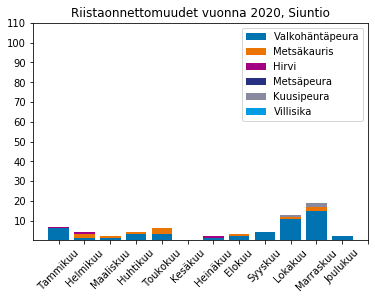 Riistaonnettomuudet vuonna 2020, Siuntio
110
100
90
80
70
60
50
40
30
20
10
Valkohäntäpeura
Metsäkauris
Hirvi
Metsäpeura
Kuusipeura
Villisika
Tammikuu
Helmikuu
Maaliskuu
Huhtikuu
Toukokuu
Kesäkuu
Heinäkuu
Elokuu
Syyskuu
Lokakuu
Marraskuu
Joulukuu